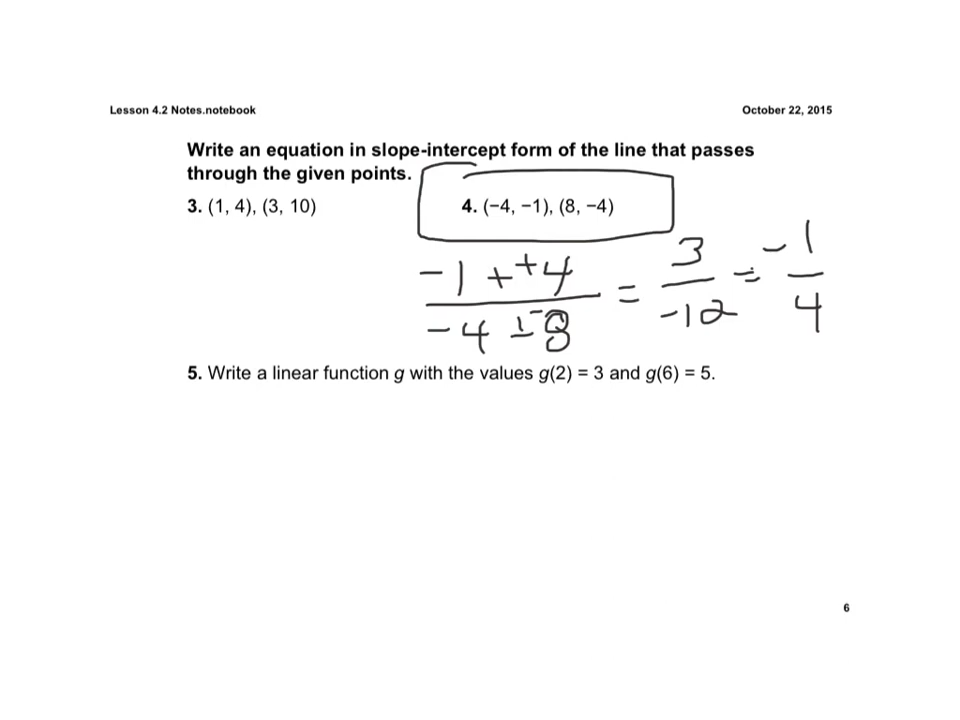 Lesson 4.2 Notes.notebook October 22, 2015
Write an equation in slope-intercept form of the line that passes
through the given points.
3. (1, 4), (3, 10) 4. (−4, −1), (8, −4)
-1 + +4 = 3 = -1
-4 ± -8 -12 4
5. Write a linear function g with the values g(2) = 3 and g(6) = 5.
6